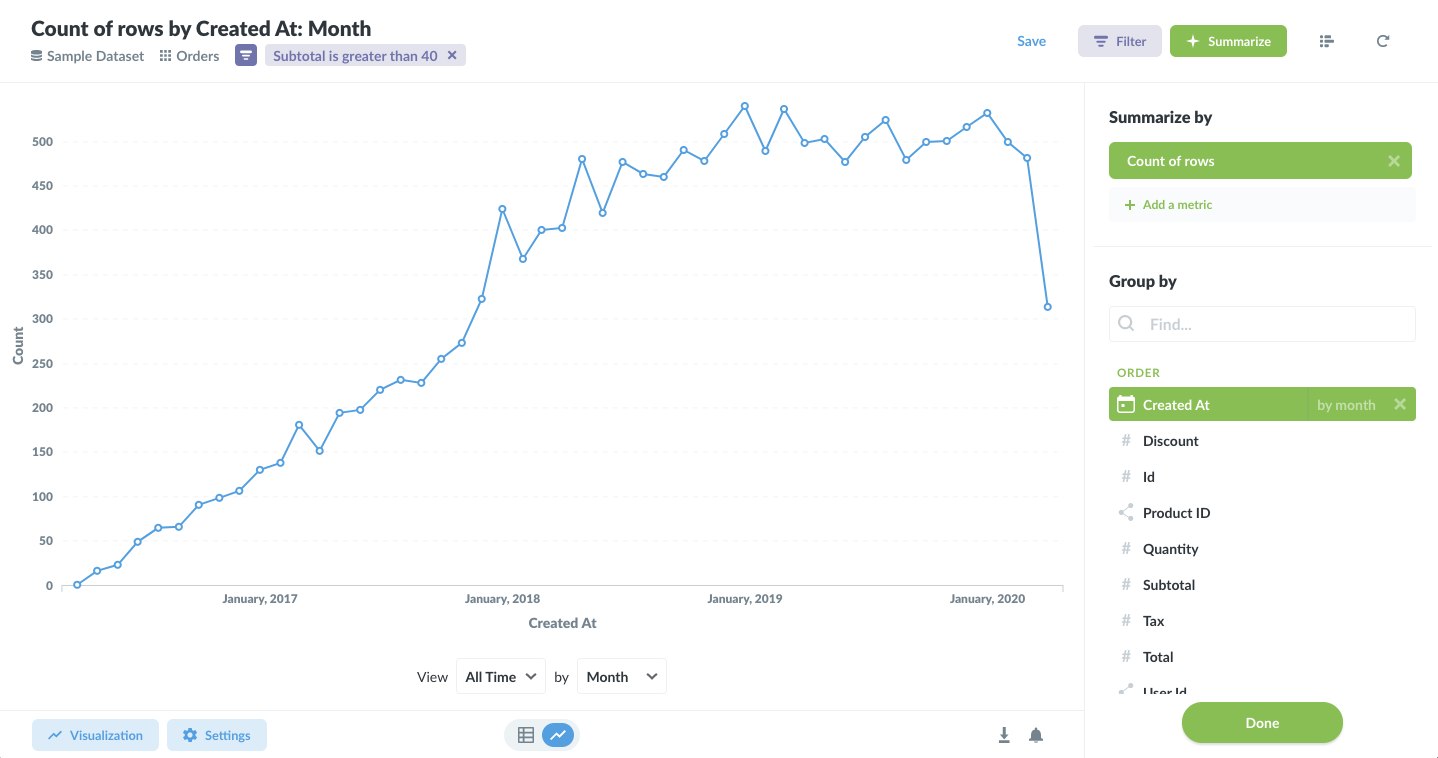 Count of rows by Created At: Month
Sample Dataset Orders Subtotal is greater than 40
Save Filter Summarize
500
450
400
350
300
250
200
150
100
50
0
Count
January, 2017 January, 2018 January, 2019 January, 2020
Created At
View All Time by Month
Visualization Settings
Summarize by
Count of rows
+ Add a metric
Group by
Find...
ORDER
Created At by month
# Discount
# Id
Product ID
# Quantity
# Subtotal
# Tax
# Total
User Id
Done